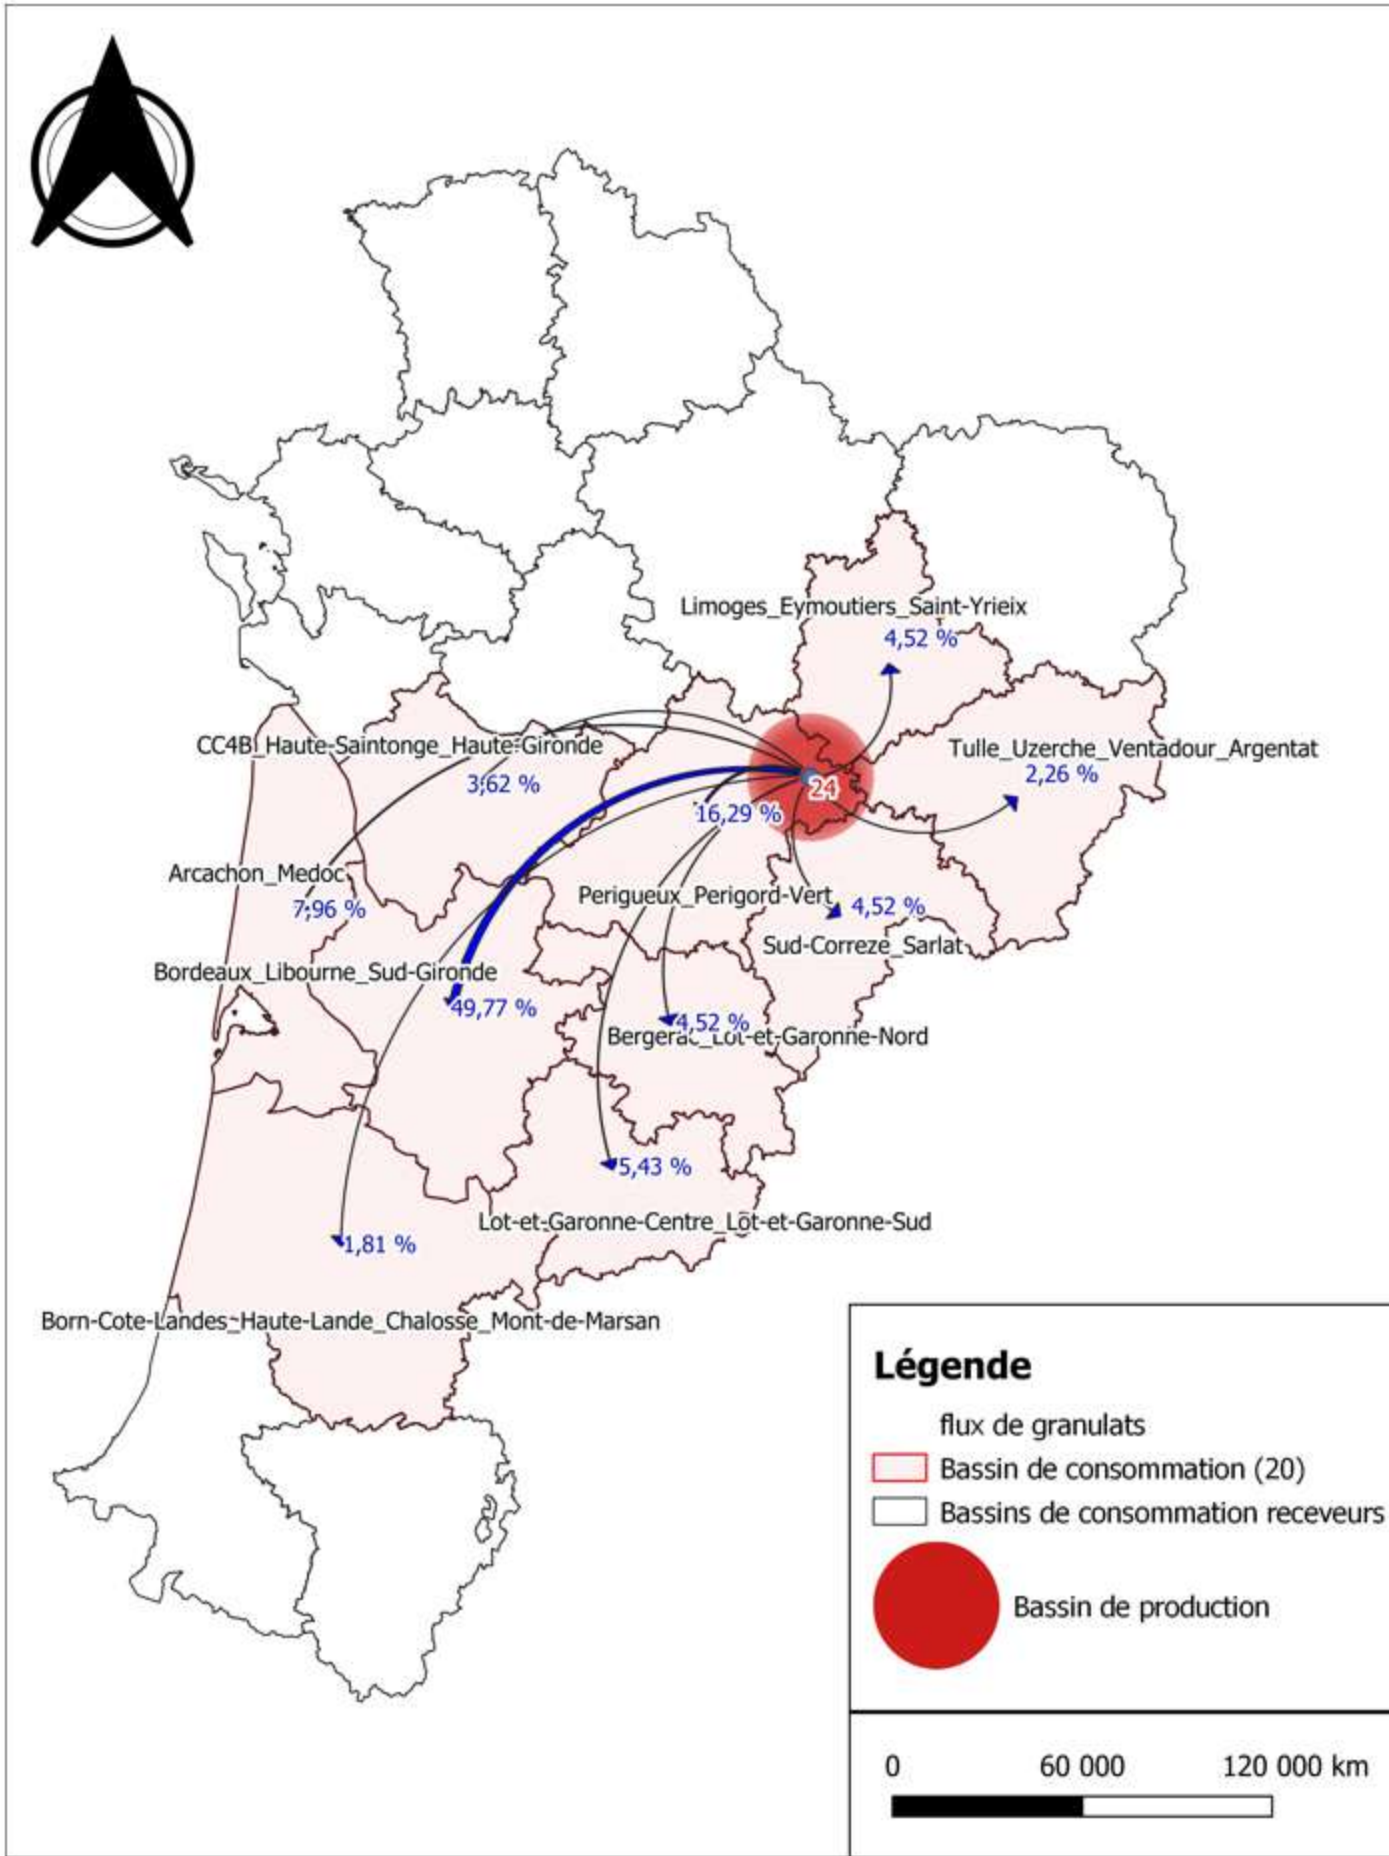 Limoges_Eymoutiers_Saint-Yrieix
4,52 %
CC4B_Haute-Saintonge_Haute-Gironde
3,62 %
Tulle_Uzerche_Ventadour_Argentat
2,26 %
24
16,29 %
Arcachon_Medoc
7,96 %
Perigueux_Perigord-Vert
4,52 %
Sud-Correze_Sarlat
Bordeaux_Libourne_Sud-Gironde
49,77 %
4,52 %
Bergerac_Lot-et-Garonne-Nord
5,43 %
Lot-et-Garonne-Centre_Lot-et-Garonne-Sud
1,81 %
Born-Cote-Landes_Haute-Lande_Chalosse_Mont-de-Marsan
Légende
flux de granulats
Bassin de consommation (20)
Bassins de consommation receveurs
Bassin de production
0 60 000 120 000 km